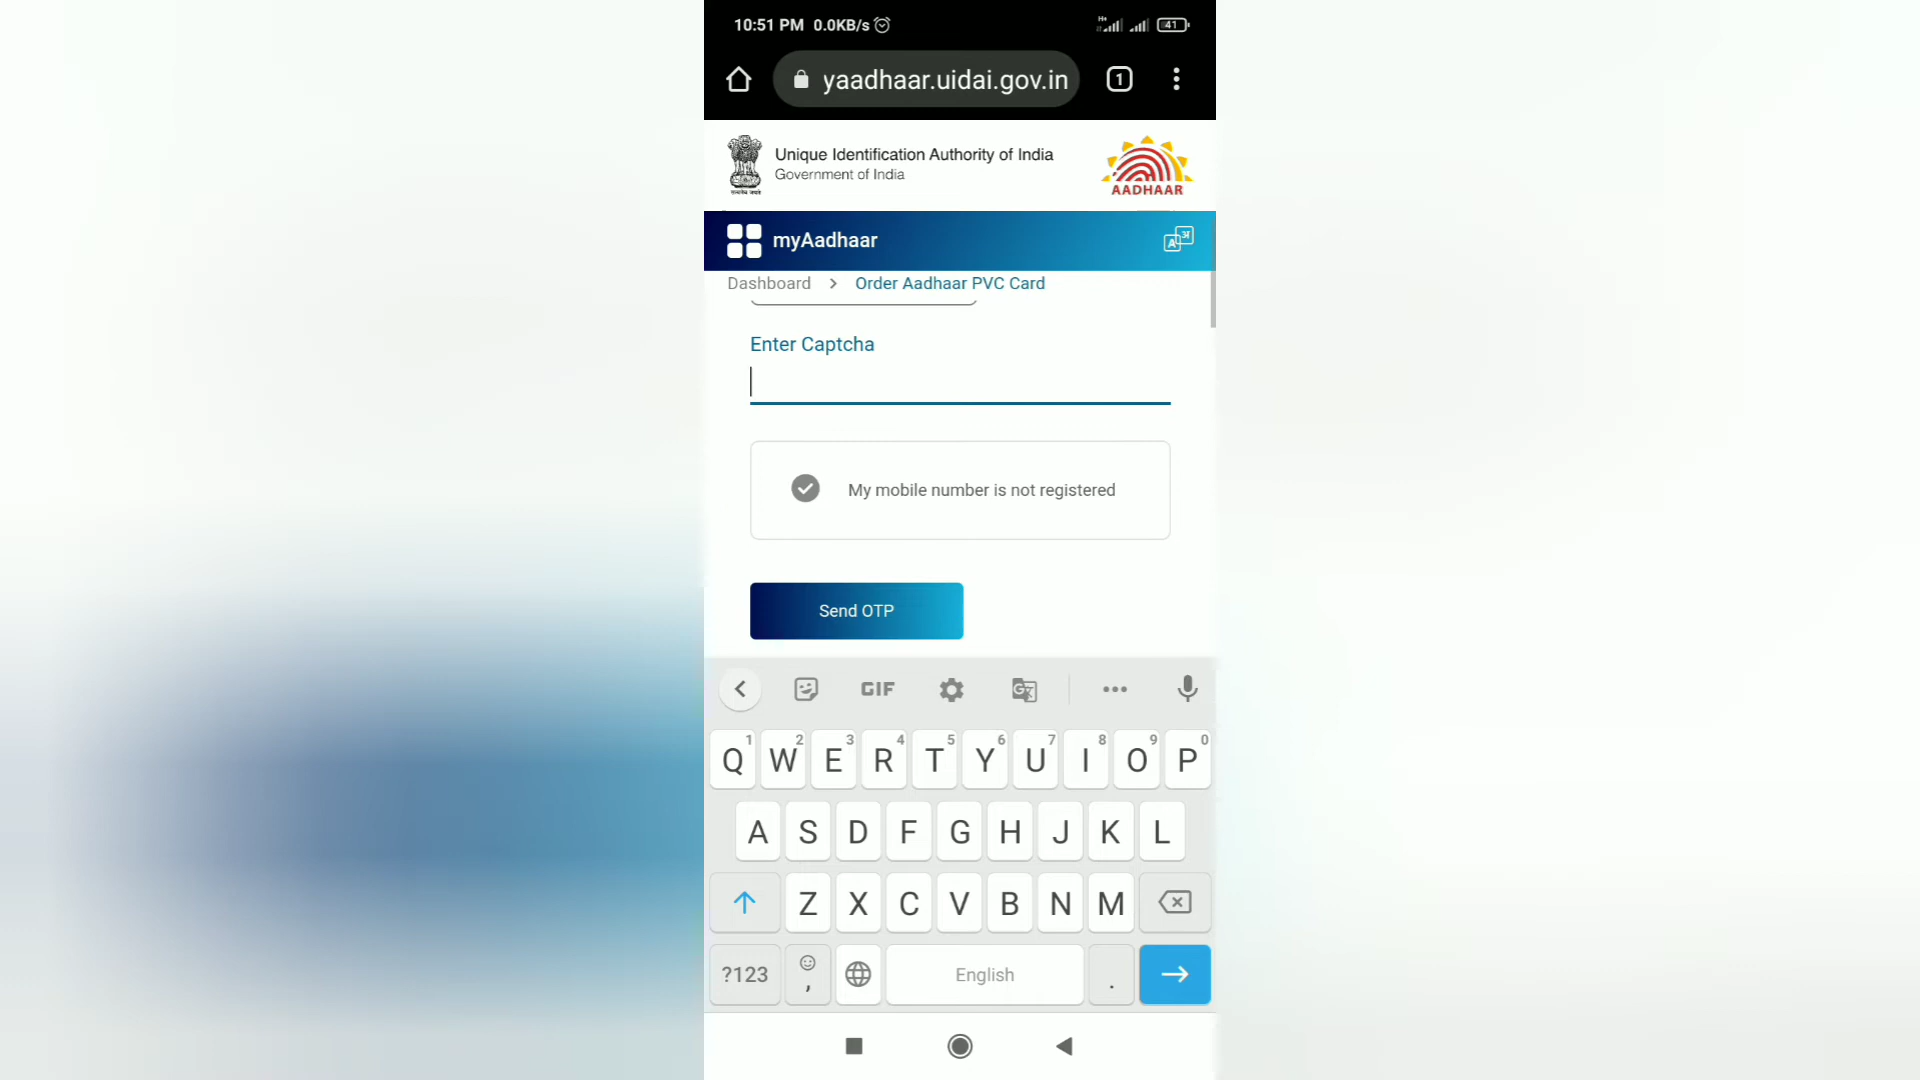 10:51 PM 0.0KB/s
H+
41
yaadhaar.uidai.gov.in
1
Unique Identification Authority of India
Government of India
AADHAAR
myAadhaar
A अ
Dashboard > Order Aadhaar PVC Card
Enter Captcha
My mobile number is not registered
Send OTP
GIF
G
1 2 3 4 5 6 7 8 9 0
Q W E R T Y U I O P
A S D F G H J K L
Z X C V B N M
?123 , English .